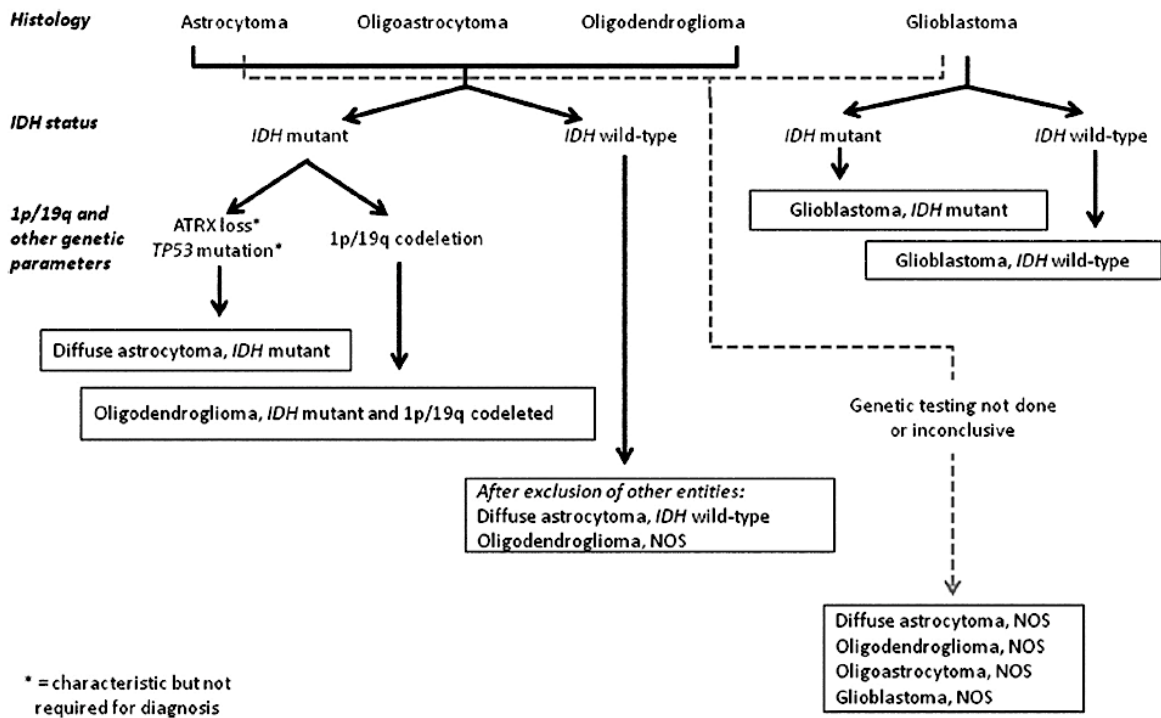 Histology
Astrocytoma
Oligoastrocytoma
Oligodendroglioma
Glioblastoma
IDH status
IDH mutant
IDH wild-type
IDH mutant
IDH wild-type
1p/19q and
other genetic
parameters
ATRX loss*
TP53 mutation*
1p/19q codeletion
Glioblastoma, IDH mutant
Glioblastoma, IDH wild-type
Diffuse astrocytoma, IDH mutant
Oligodendroglioma, IDH mutant and 1p/19q codeleted
Genetic testing not done
or inconclusive
After exclusion of other entities:
Diffuse astrocytoma, IDH wild-type
Oligodendroglioma, NOS
Diffuse astrocytoma, NOS
Oligodendroglioma, NOS
Oligoastrocytoma, NOS
Glioblastoma, NOS
* = characteristic but not
required for diagnosis